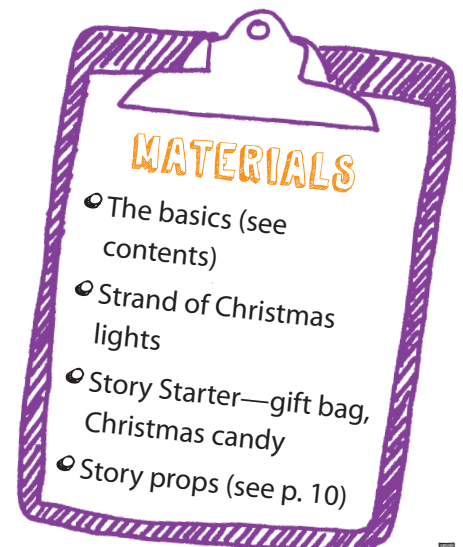 MATERIALS
The basics (see
contents)
Strand of Christmas
lights
Story Starter—gift bag,
Christmas candy
Story props (see p. 10)